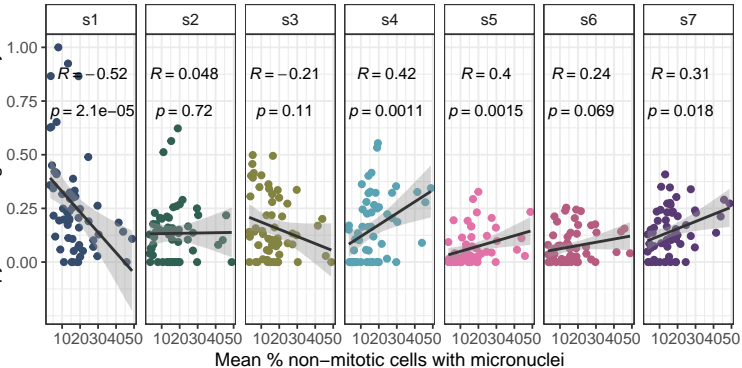 s1 s2 s3 s4 s5 s6 s7
1.00
R = −0.52 R = 0.048 R = −0.21 R = 0.42 R = 0.4 R = 0.24 R = 0.31
0.75
p = 2.1e−05 p = 0.72 p = 0.11 p = 0.0011 p = 0.0015 p = 0.069 p = 0.018
0.50
0.25
0.00
1020304050 1020304050 1020304050 1020304050 1020304050 1020304050 1020304050
Mean % non−mitotic cells with micronuclei